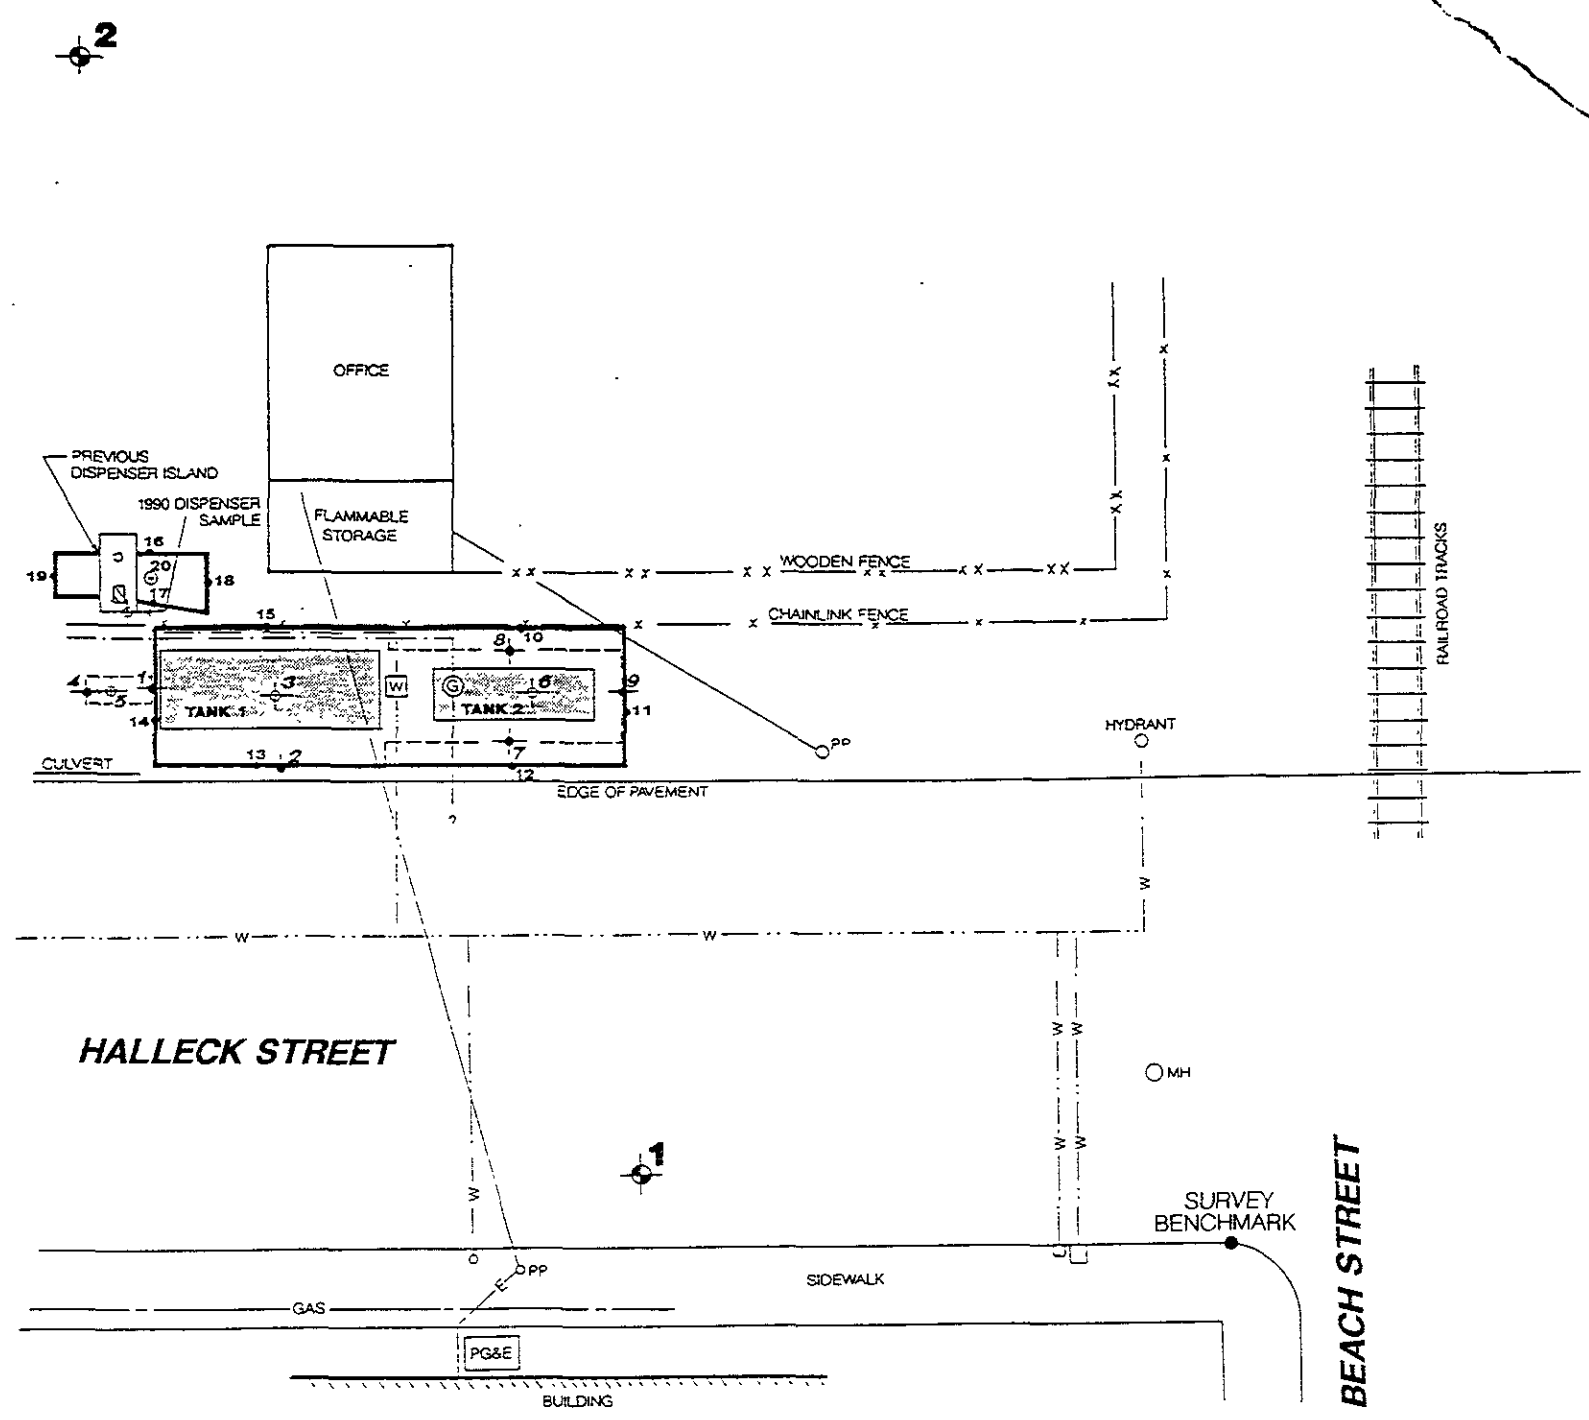 2
OFFICE
PREVIOUS
DISPENSER ISLAND
1990 DISPENSER
SAMPLE
FLAMMABLE
STORAGE
16
19
20
18
17
WOODEN FENCE
x x x x x x x x x x x x
CHAINLINK FENCE
15
10
8
4
5
1
3
W
G
6
9
TANK 1
TANK 2
14
11
7
13
2
12
CULVERT
EDGE OF PAVEMENT
?
PP
HYDRANT
RAILROAD TRACKS
W
W
W
HALLECK STREET
W W
MH
W W
1
W
SURVEY
BENCHMARK
PP
E
SIDEWALK
GAS
PG&E
BUILDING
BEACH STREET